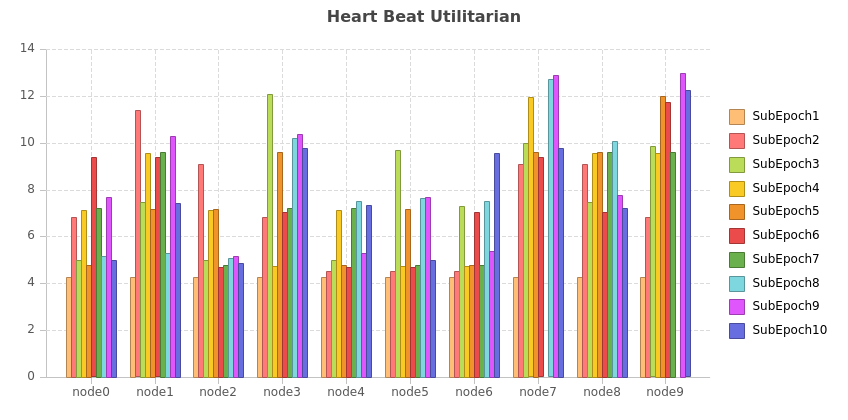 Heart Beat Utilitarian
14
12
10
8
6
4
2
0
node0 node1 node2 node3 node4 node5 node6 node7 node8 node9
SubEpoch1
SubEpoch2
SubEpoch3
SubEpoch4
SubEpoch5
SubEpoch6
SubEpoch7
SubEpoch8
SubEpoch9
SubEpoch10